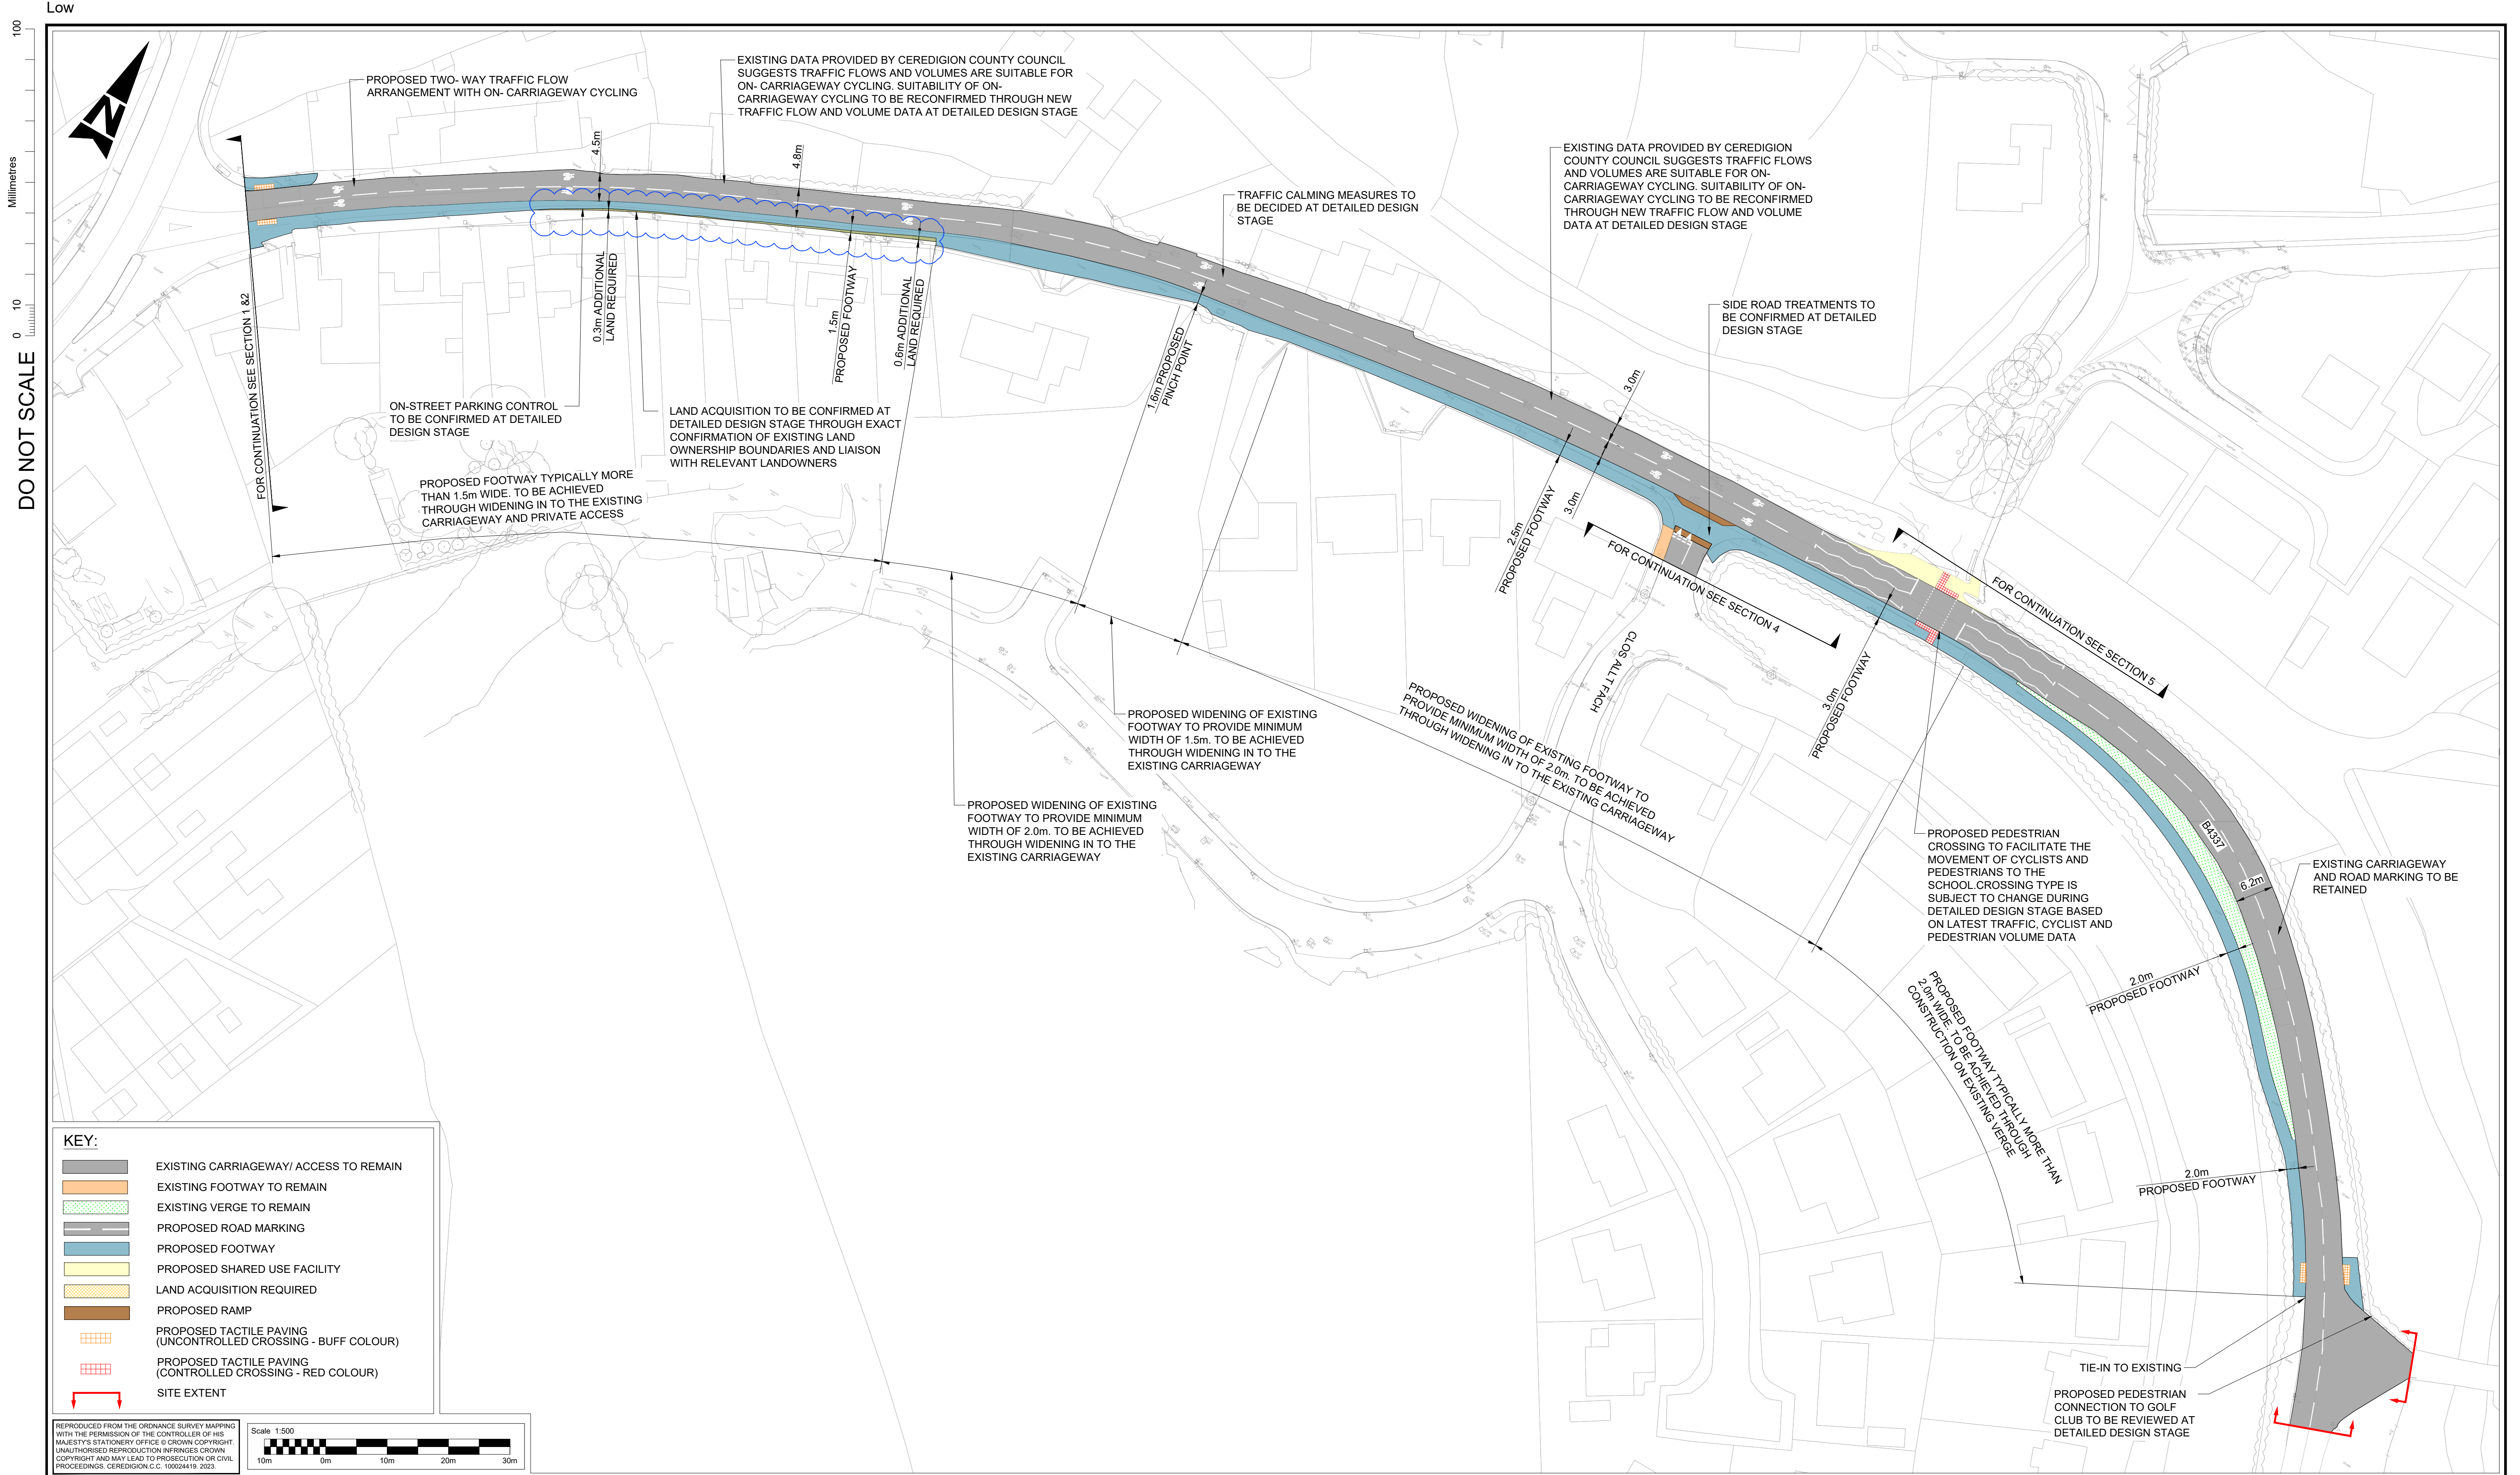 Low
100
Millimetres
10
0
DO NOT SCALE
N
PROPOSED TWO- WAY TRAFFIC FLOW
ARRANGEMENT WITH ON- CARRIAGEWAY CYCLING
EXISTING DATA PROVIDED BY CEREDIGION COUNTY COUNCIL
SUGGESTS TRAFFIC FLOWS AND VOLUMES ARE SUITABLE FOR
ON- CARRIAGEWAY CYCLING. SUITABILITY OF ON-
CARRIAGEWAY CYCLING TO BE RECONFIRMED THROUGH NEW
TRAFFIC FLOW AND VOLUME DATA AT DETAILED DESIGN STAGE
4.5m
4.8m
TRAFFIC CALMING MEASURES TO
BE DECIDED AT DETAILED DESIGN
STAGE
EXISTING DATA PROVIDED BY CEREDIGION
COUNTY COUNCIL SUGGESTS TRAFFIC FLOWS
AND VOLUMES ARE SUITABLE FOR ON-
CARRIAGEWAY CYCLING. SUITABILITY OF ON-
CARRIAGEWAY CYCLING TO BE RECONFIRMED
THROUGH NEW TRAFFIC FLOW AND VOLUME
DATA AT DETAILED DESIGN STAGE
SIDE ROAD TREATMENTS TO
BE CONFIRMED AT DETAILED
DESIGN STAGE
FOR CONTINUATION SEE SECTION 1 &2
0.3m ADDITIONAL
LAND REQUIRED
1.5m
PROPOSED FOOTWAY
0.6m ADDITIONAL
LAND REQUIRED
1.6m PROPOSED
PINCH POINT
3.0m
3.0m
2.5m
PROPOSED FOOTWAY
ON-STREET PARKING CONTROL
TO BE CONFIRMED AT DETAILED
DESIGN STAGE
LAND ACQUISITION TO BE CONFIRMED AT
DETAILED DESIGN STAGE THROUGH EXACT
CONFIRMATION OF EXISTING LAND
OWNERSHIP BOUNDARIES AND LIAISON
WITH RELEVANT LANDOWNERS
PROPOSED FOOTWAY TYPICALLY MORE
THAN 1.5m WIDE. TO BE ACHIEVED
THROUGH WIDENING IN TO THE EXISTING
CARRIAGEWAY AND PRIVATE ACCESS
FOR CONTINUATION SEE SECTION 4
FOR CONTINUATION SEE SECTION 5
CLOS ALLT FACH
3.0m
PROPOSED FOOTWAY
PROPOSED WIDENING OF EXISTING
FOOTWAY TO PROVIDE MINIMUM
WIDTH OF 1.5m. TO BE ACHIEVED
THROUGH WIDENING IN TO THE
EXISTING CARRIAGEWAY
PROPOSED WIDENING OF EXISTING FOOTWAY TO
PROVIDE MINIMUM WIDTH OF 2.0m. TO BE ACHIEVED
THROUGH WIDENING IN TO THE EXISTING CARRIAGEWAY
PROPOSED WIDENING OF EXISTING
FOOTWAY TO PROVIDE MINIMUM
WIDTH OF 2.0m. TO BE ACHIEVED
THROUGH WIDENING IN TO THE
EXISTING CARRIAGEWAY
PROPOSED PEDESTRIAN
CROSSING TO FACILITATE THE
MOVEMENT OF CYCLISTS AND
PEDESTRIANS TO THE
SCHOOL.CROSSING TYPE IS
SUBJECT TO CHANGE DURING
DETAILED DESIGN STAGE BASED
ON LATEST TRAFFIC, CYCLIST AND
PEDESTRIAN VOLUME DATA
B4337
6.2m
EXISTING CARRIAGEWAY
AND ROAD MARKING TO BE
RETAINED
2.0m
PROPOSED FOOTWAY
PROPOSED FOOTWAY TYPICALLY MORE THAN
2.0m WIDE. TO BE ACHIEVED THROUGH
CONSTRUCTION ON EXISTING VERGE
2.0m
PROPOSED FOOTWAY
TIE-IN TO EXISTING
PROPOSED PEDESTRIAN
CONNECTION TO GOLF
CLUB TO BE REVIEWED AT
DETAILED DESIGN STAGE
KEY:
EXISTING CARRIAGEWAY/ ACCESS TO REMAIN
EXISTING FOOTWAY TO REMAIN
EXISTING VERGE TO REMAIN
PROPOSED ROAD MARKING
PROPOSED FOOTWAY
PROPOSED SHARED USE FACILITY
LAND ACQUISITION REQUIRED
PROPOSED RAMP
PROPOSED TACTILE PAVING
(UNCONTROLLED CROSSING - BUFF COLOUR)
PROPOSED TACTILE PAVING
(CONTROLLED CROSSING - RED COLOUR)
SITE EXTENT
REPRODUCED FROM THE ORDNANCE SURVEY MAPPING
WITH THE PERMISSION OF THE CONTROLLER OF HIS
MAJESTY'S STATIONERY OFFICE © CROWN COPYRIGHT.
UNAUTHORISED REPRODUCTION INFRINGES CROWN
COPYRIGHT AND MAY LEAD TO PROSECUTION OR CIVIL
PROCEEDINGS. CEREDIGION.C.C. 100024419. 2023.
Scale 1:500
10m 0m 10m 20m 30m